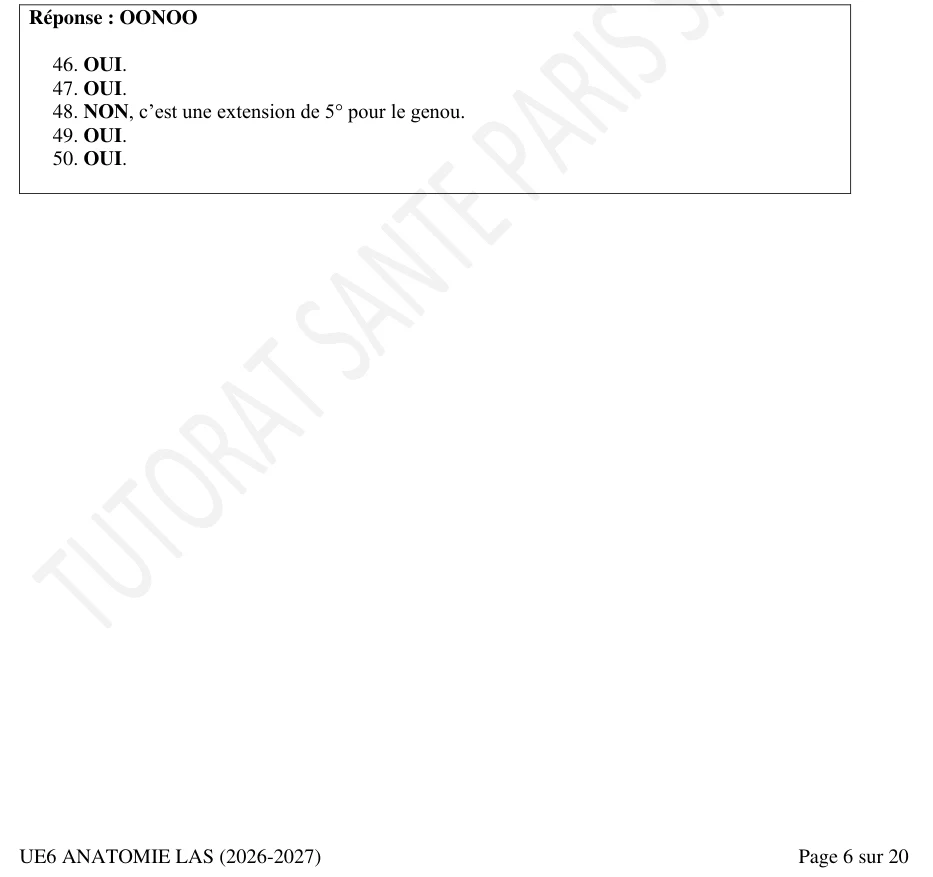 Réponse : OONOO
46. OUI.
47. OUI.
48. NON, c’est une extension de 5° pour le genou.
49. OUI.
50. OUI.
TUTORAT SANTE PARIS
UE6 ANATOMIE LAS (2026-2027)
Page 6 sur 20